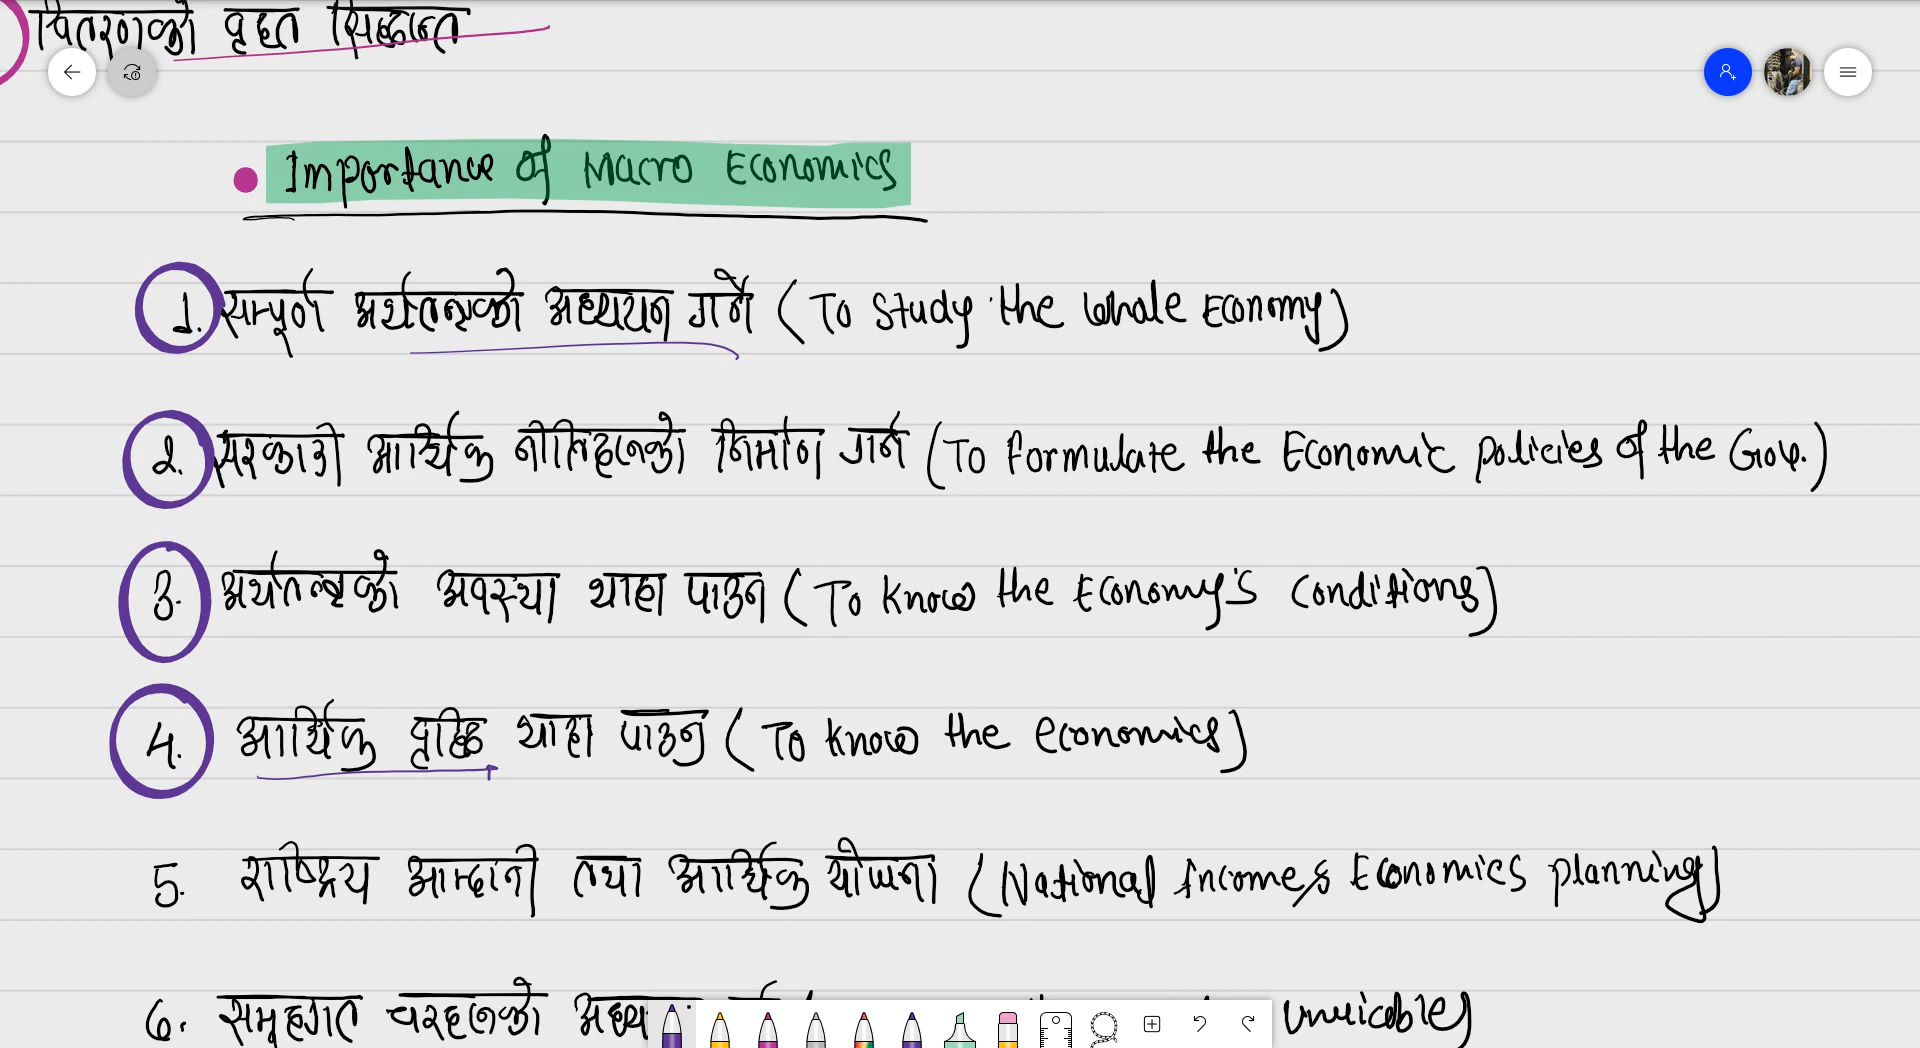 वितरणको वृहत सिद्धान्त
Importance of Macro Economics
1. सम्पूर्ण अर्थतन्त्रको अध्ययन गर्न (To Study the whole Economy)
2. सरकारी आर्थिक नीतिहरुको निर्माण गर्न (To formulate the Economic policies of the Gov.)
3. अर्थतन्त्रको अवस्था थाहा पाउन (To Know the Economy's Conditions)
4. आर्थिक वृद्धि थाहा पाउन (To know the economics)
5. राष्ट्रिय आम्दानी तथा आर्थिक योजना (National Income & Economics planning)
6. समूहगत चरहरुको